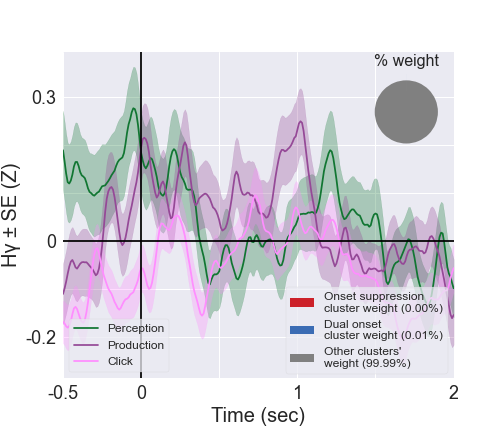 % weight
0.3
0
-0.2
Hγ ± SE (Z)
Perception
Production
Click
Onset suppression
cluster weight (0.00%)
Dual onset
cluster weight (0.01%)
Other clusters'
weight (99.99%)
-0.5
0
1
2
Time (sec)